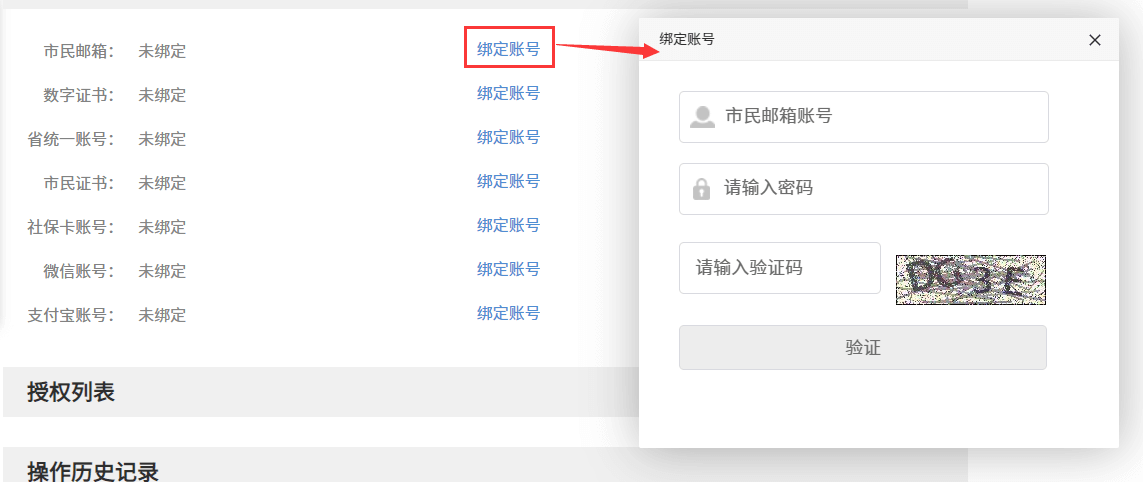 市民邮箱： 未绑定 绑定账号
数字证书： 未绑定 绑定账号
省统一账号： 未绑定 绑定账号
市民证书： 未绑定 绑定账号
社保卡账号： 未绑定 绑定账号
微信账号： 未绑定 绑定账号
支付宝账号： 未绑定 绑定账号
授权列表
操作历史记录
绑定账号
市民邮箱账号
请输入密码
请输入验证码
验证